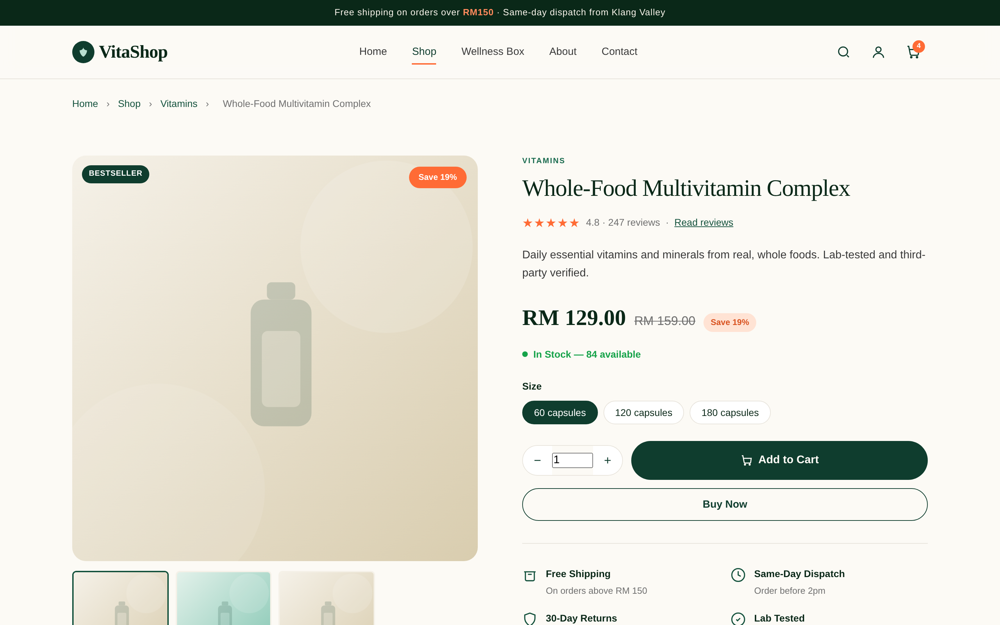 Free shipping on orders over RM150 · Same-day dispatch from Klang Valley
VitaShop
Home Shop Wellness Box About Contact
4
Home › Shop › Vitamins › Whole-Food Multivitamin Complex
BESTSELLER
Save 19%
VITAMINS
Whole-Food Multivitamin Complex
★★★★★ 4.8 · 247 reviews · Read reviews
Daily essential vitamins and minerals from real, whole foods. Lab-tested and third-
party verified.
RM 129.00 RM 159.00 Save 19%
In Stock — 84 available
Size
60 capsules 120 capsules 180 capsules
− 1 + Add to Cart
Buy Now
Free Shipping
On orders above RM 150
Same-Day Dispatch
Order before 2pm
30-Day Returns
Lab Tested